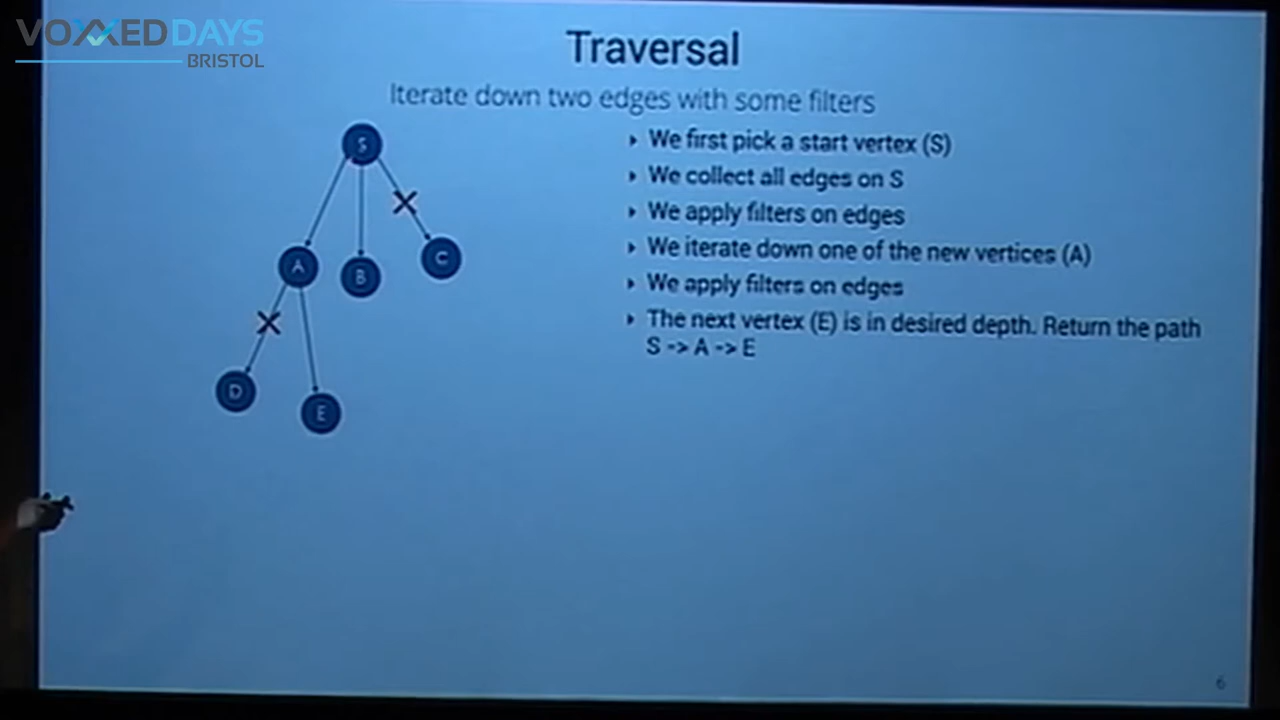 VOXXED DAYS
BRISTOL
Traversal
Iterate down two edges with some filters
S
A
B
C
D
E
We first pick a start vertex (S)
We collect all edges on S
We apply filters on edges
We iterate down one of the new vertices (A)
We apply filters on edges
The next vertex (E) is in desired depth. Return the path
S -> A -> E
6